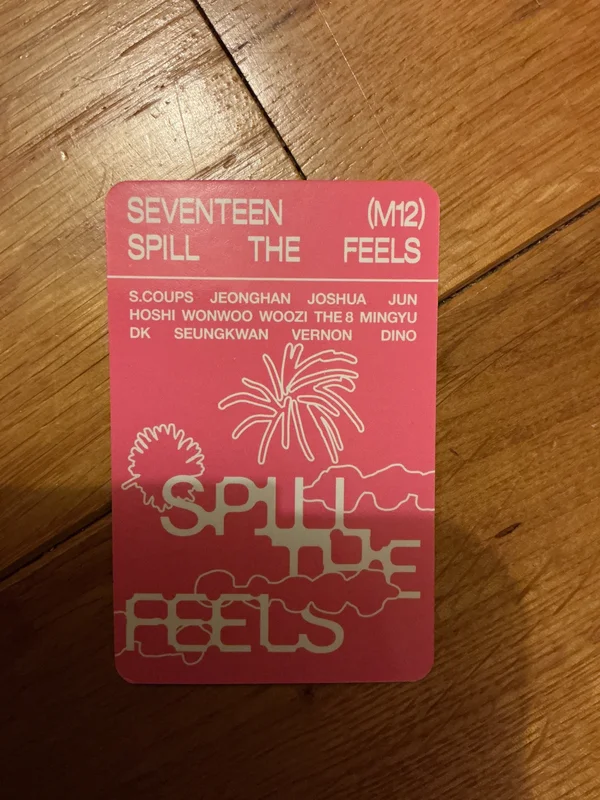 SEVENTEEN (M12)
SPILL THE FEELS
S.COUPS JEONGHAN JOSHUA JUN
HOSHI WONWOO WOOZI THE 8 MINGYU
DK SEUNGKWAN VERNON DINO
SPILL
THE
FEELS